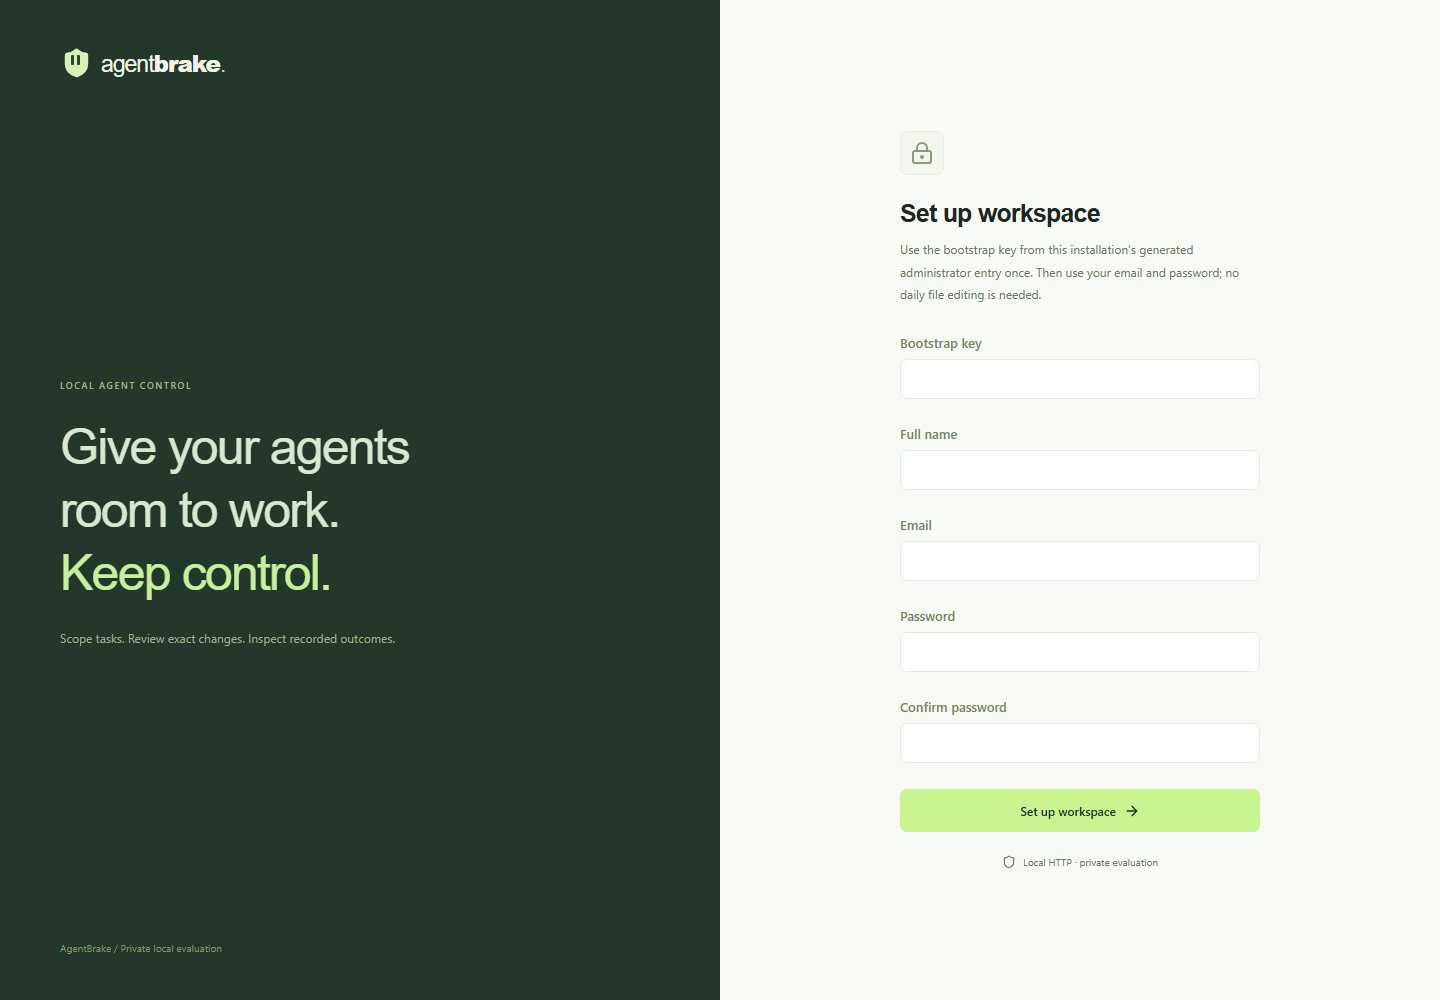 agentbrake.
LOCAL AGENT CONTROL
Give your agents
room to work.
Keep control.
Scope tasks. Review exact changes. Inspect recorded outcomes.
AgentBrake / Private local evaluation
Set up workspace
Use the bootstrap key from this installation's generated
administrator entry once. Then use your email and password; no
daily file editing is needed.
Bootstrap key
Full name
Email
Password
Confirm password
Set up workspace
Local HTTP · private evaluation